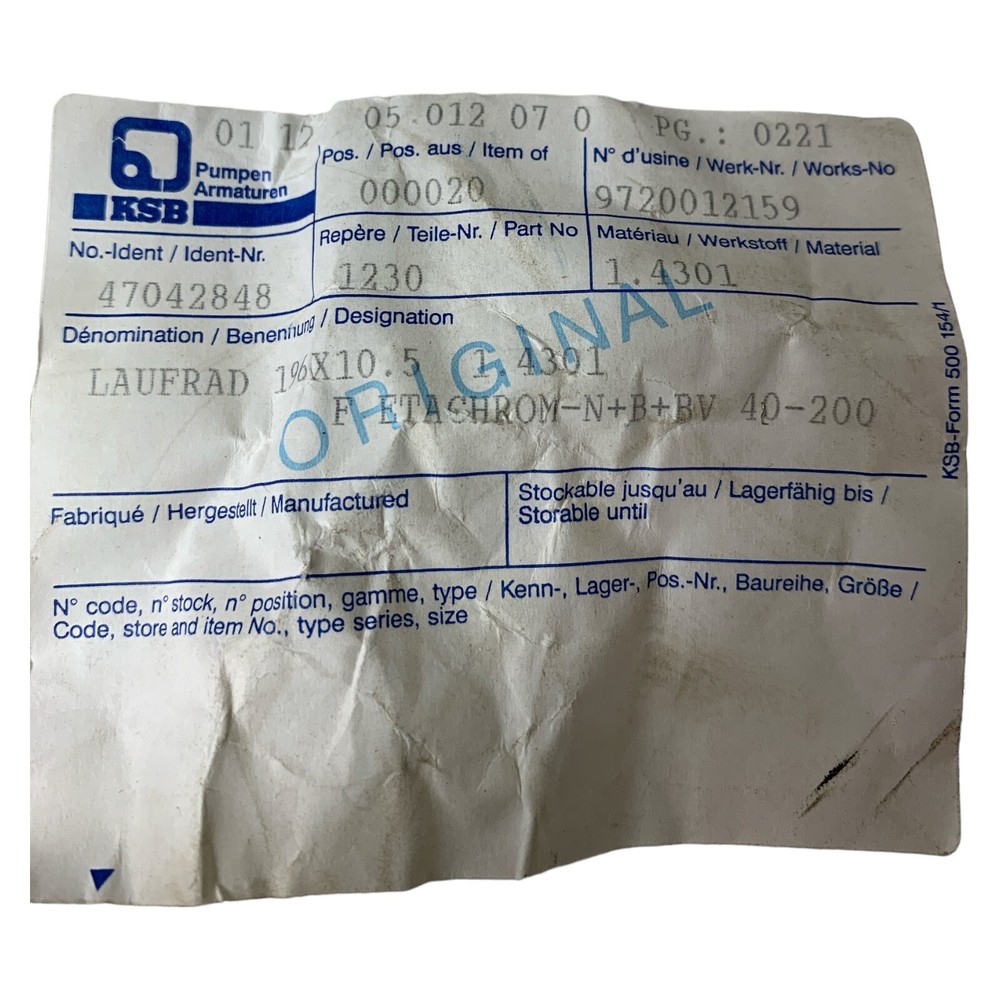 01 12 05 012 07 0 PG.: 0221
Pumpen
Armaturen
KSB
Pos. / Pos. aus / Item of
000020
N° d'usine / Werk-Nr. / Works-No
9720012159
No.-Ident / Ident-Nr.
47042848
Repère / Teile-Nr. / Part No
1230
Matériau / Werkstoff / Material
1.4301
Dénomination / Benennung / Designation
LAUFRAD 196X10.5 1.4301
F ETACHROM-N+B+BV 40-200
ORIGINAL
Fabriqué / Hergestellt / Manufactured
Stockable jusqu'au / Lagerfähig bis /
Storable until
N° code, n° stock, n° position, gamme, type / Kenn-, Lager-, Pos.-Nr., Baureihe, Größe /
Code, store and item No., type series, size
KSB-Form 500 154/1